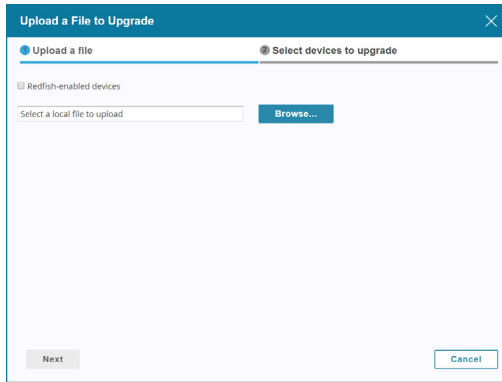 Upload a File to Upgrade
1 Upload a file
2 Select devices to upgrade
Redfish-enabled devices
Select a local file to upload
Browse...
Next
Cancel